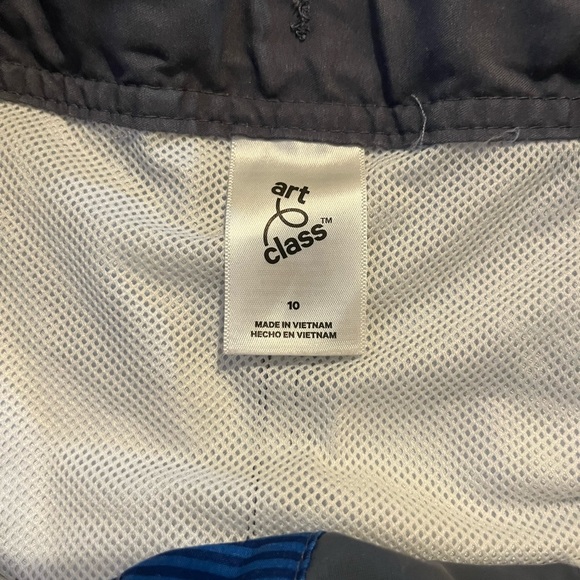 art
class™
10
MADE IN VIETNAM
HECHO EN VIETNAM